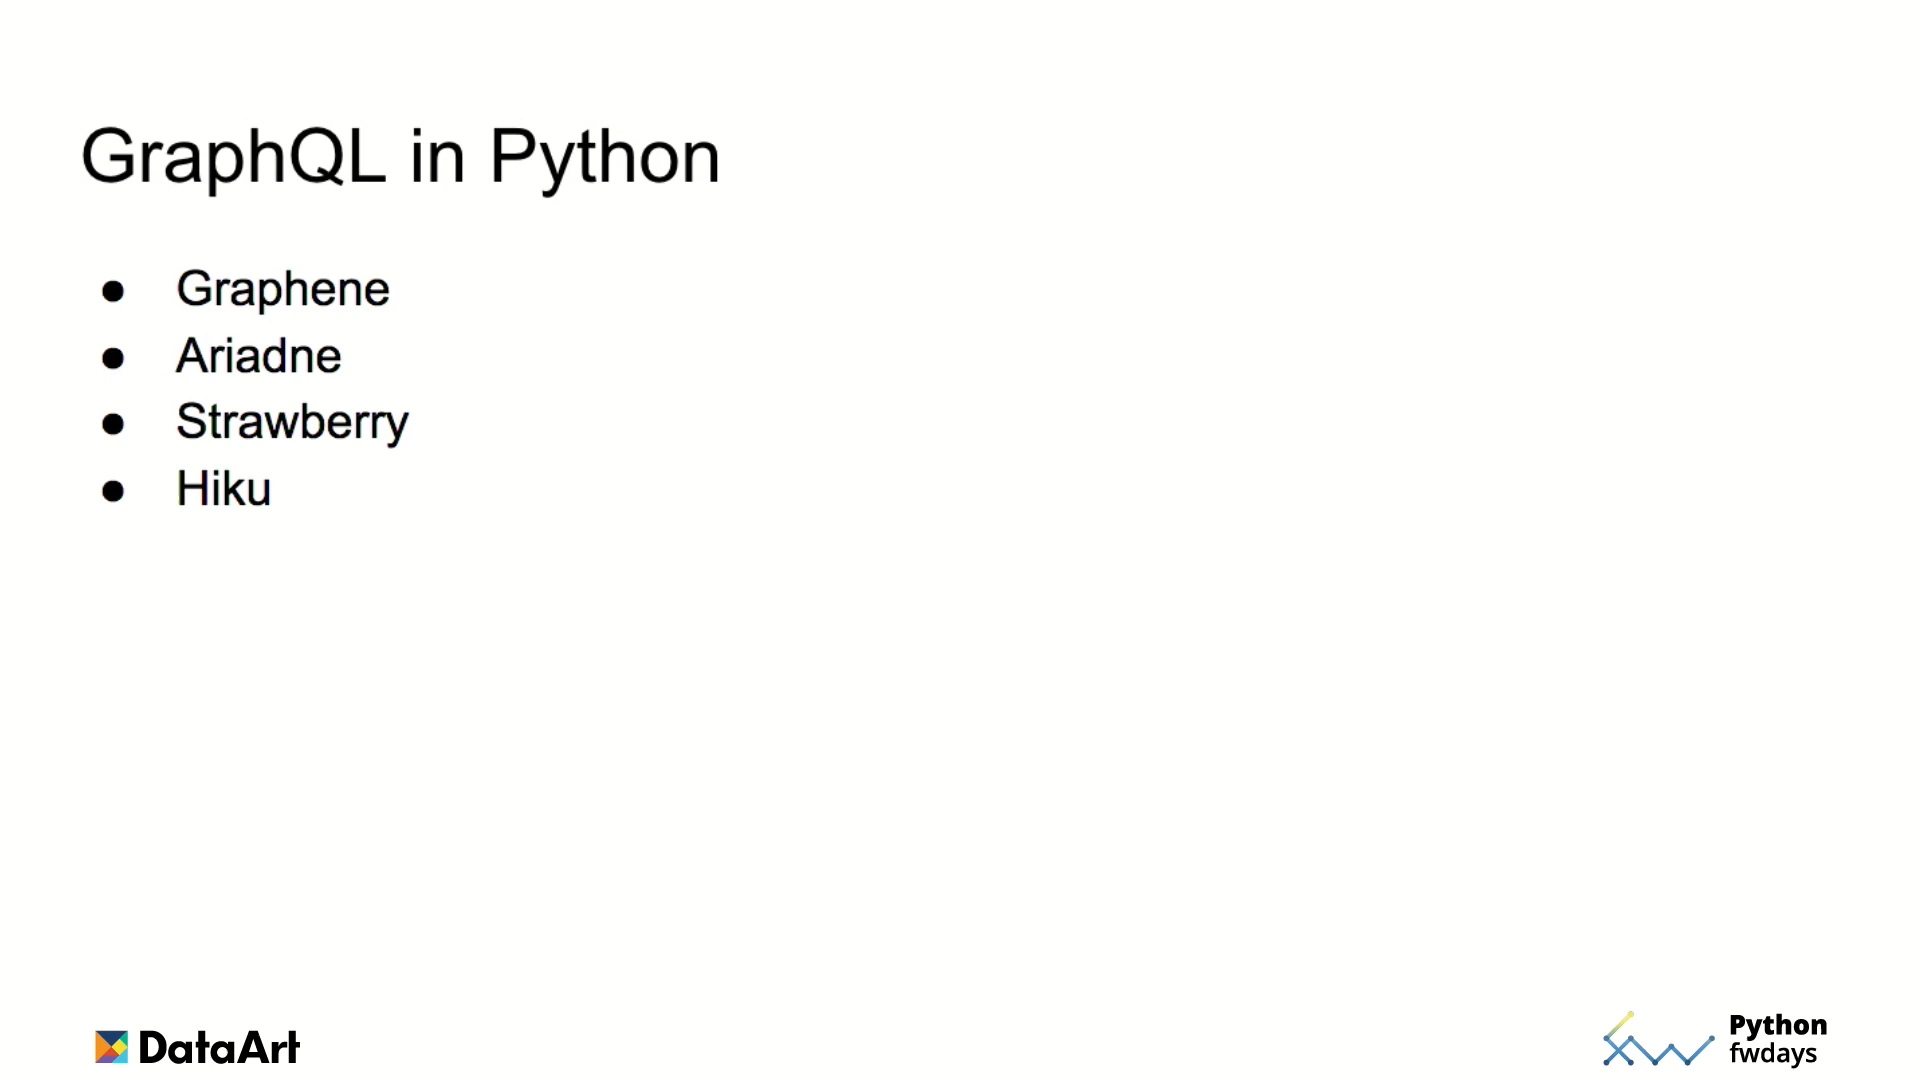 GraphQL in Python
● Graphene
● Ariadne
● Strawberry
● Hiku
DataArt
Python
fwdays